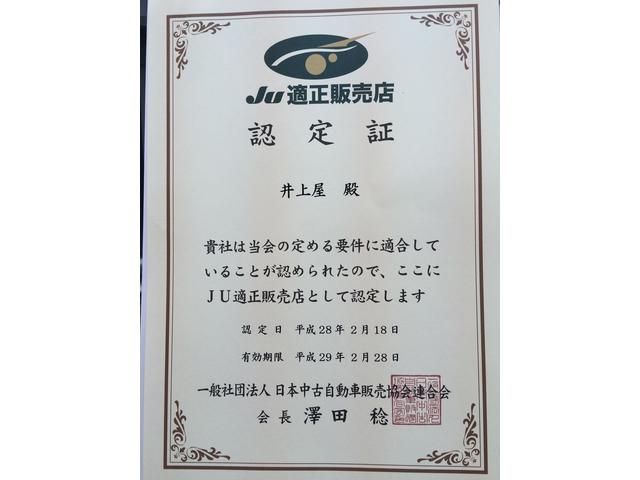 JU 適正販売店
認定証
井上屋 殿
貴社は当会の定める要件に適合して
いることが認められたので、ここに
JU適正販売店として認定します
認定日 平成28年2月18日
有効期限 平成29年2月28日
一般社団法人 日本中古自動車販売協会連合会
会長 澤田 稔